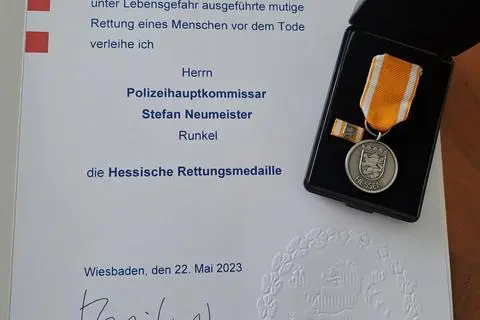 unter Lebensgefahr ausgeführte mutige
Rettung eines Menschen vor dem Tode
verleihe ich
Herrn
Polizeihauptkommissar
Stefan Neumeister
Runkel
die Hessische Rettungsmedaille
Wiesbaden, den 22. Mai 2023
HESSEN